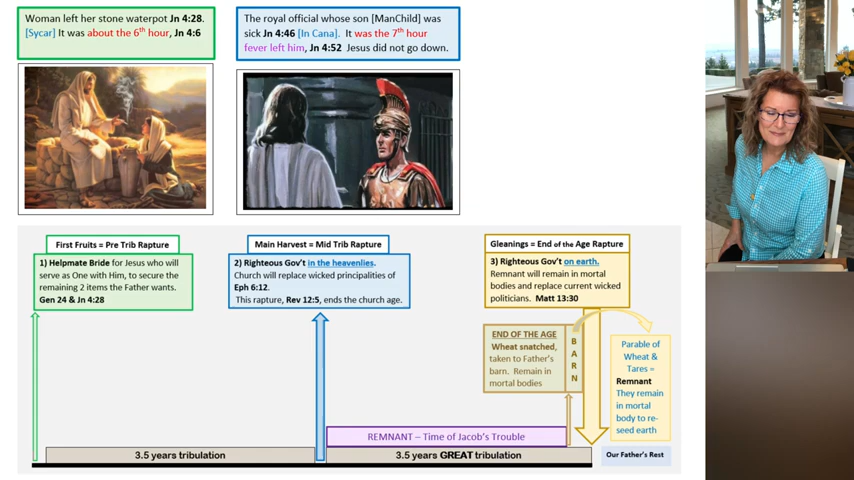 Woman left her stone waterpot Jn 4:28.
[Sycar] It was about the 6th hour, Jn 4:6
The royal official whose son [ManChild] was
sick Jn 4:46 [In Cana]. It was the 7th hour
fever left him, Jn 4:52 Jesus did not go down.
First Fruits = Pre Trib Rapture
1) Helpmate Bride for Jesus who will
serve as One with Him, to secure the
remaining 2 items the Father wants.
Gen 24 & Jn 4:28
Main Harvest = Mid Trib Rapture
2) Righteous Gov't in the heavenlies.
Church will replace wicked principalities of
Eph 6:12.
This rapture, Rev 12:5, ends the church age.
Gleanings = End of the Age Rapture
3) Righteous Gov't on earth.
Remnant will remain in mortal
bodies and replace current wicked
politicians. Matt 13:30
END OF THE AGE
Wheat snatched,
taken to Father's
barn. Remain in
mortal bodies
B
A
R
N
Parable of
Wheat &
Tares =
Remnant
They remain
in mortal
body to re-
seed earth
REMNANT – Time of Jacob's Trouble
3.5 years tribulation
3.5 years GREAT tribulation
Our Father's Rest